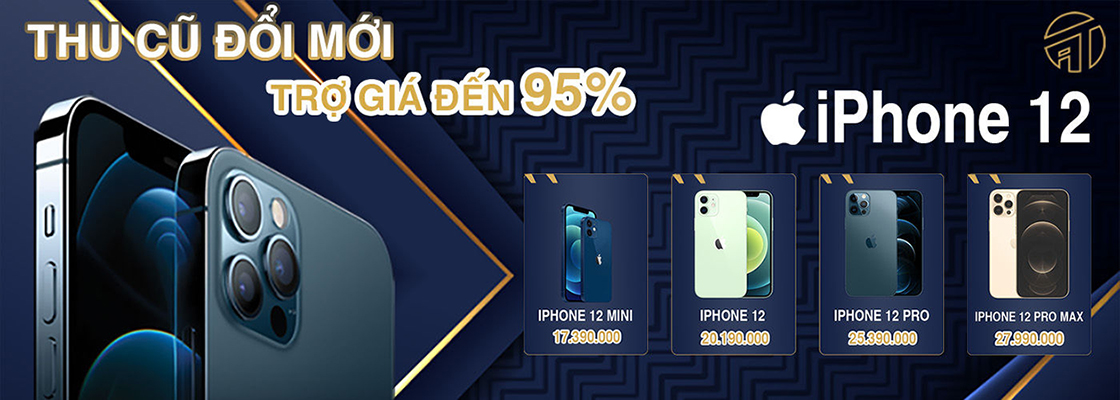 THU CŨ ĐỔI MỚI
TRỢ GIÁ ĐẾN 95%
iPhone 12
IPHONE 12 MINI
17.390.000
IPHONE 12
20.190.000
IPHONE 12 PRO
25.390.000
IPHONE 12 PRO MAX
27.990.000